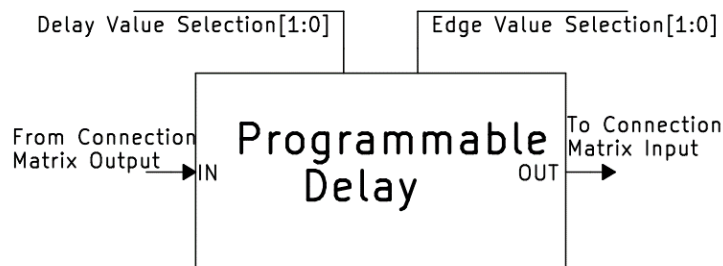 Delay Value Selection[1:0]
Edge Value Selection[1:0]
From Connection
Matrix Output
IN
Programmable
Delay
OUT
To Connection
Matrix Input